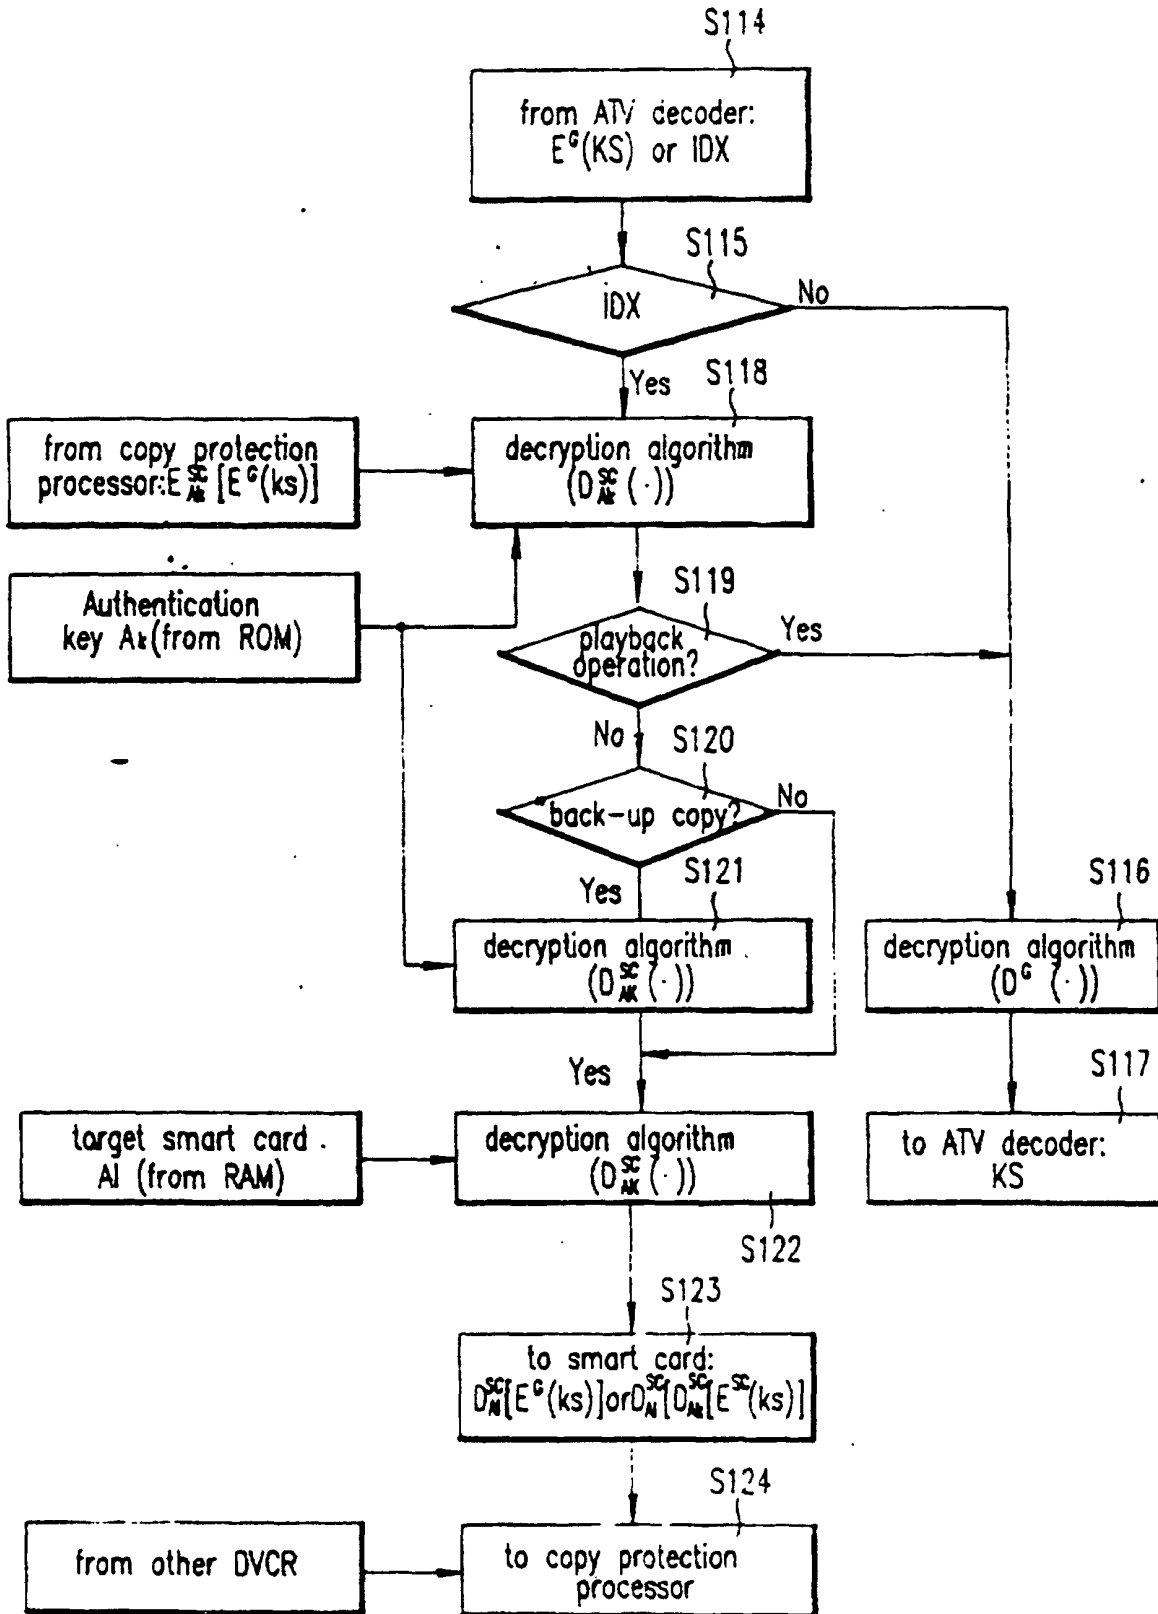 S114
from ATV decoder:
E^G(KS) or IDX
S115
IDX
No
Yes
S118
from copy protection
processor:E^SC_Ak[E^G(ks)]
decryption algorithm
(D^SC_Ak(·))
Authentication
key Ak(from ROM)
S119
playback
operation?
Yes
No
S120
back-up copy?
No
Yes
S121
S116
decryption algorithm
(D^SC_AK(·))
decryption algorithm
(D^G (·))
Yes
S117
target smart card
AI (from RAM)
decryption algorithm
(D^SC_AK(·))
to ATV decoder:
KS
S122
S123
to smart card:
D^SC_AI[E^G(ks)]orD^SC_AI[D^SC_Ak[E^SC(ks)]
S124
from other DVCR
to copy protection
processor